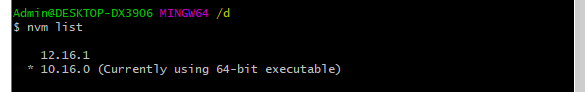 Admin@DESKTOP-DX3906 MINGW64 /d
$ nvm list
12.16.1
* 10.16.0 (Currently using 64-bit executable)